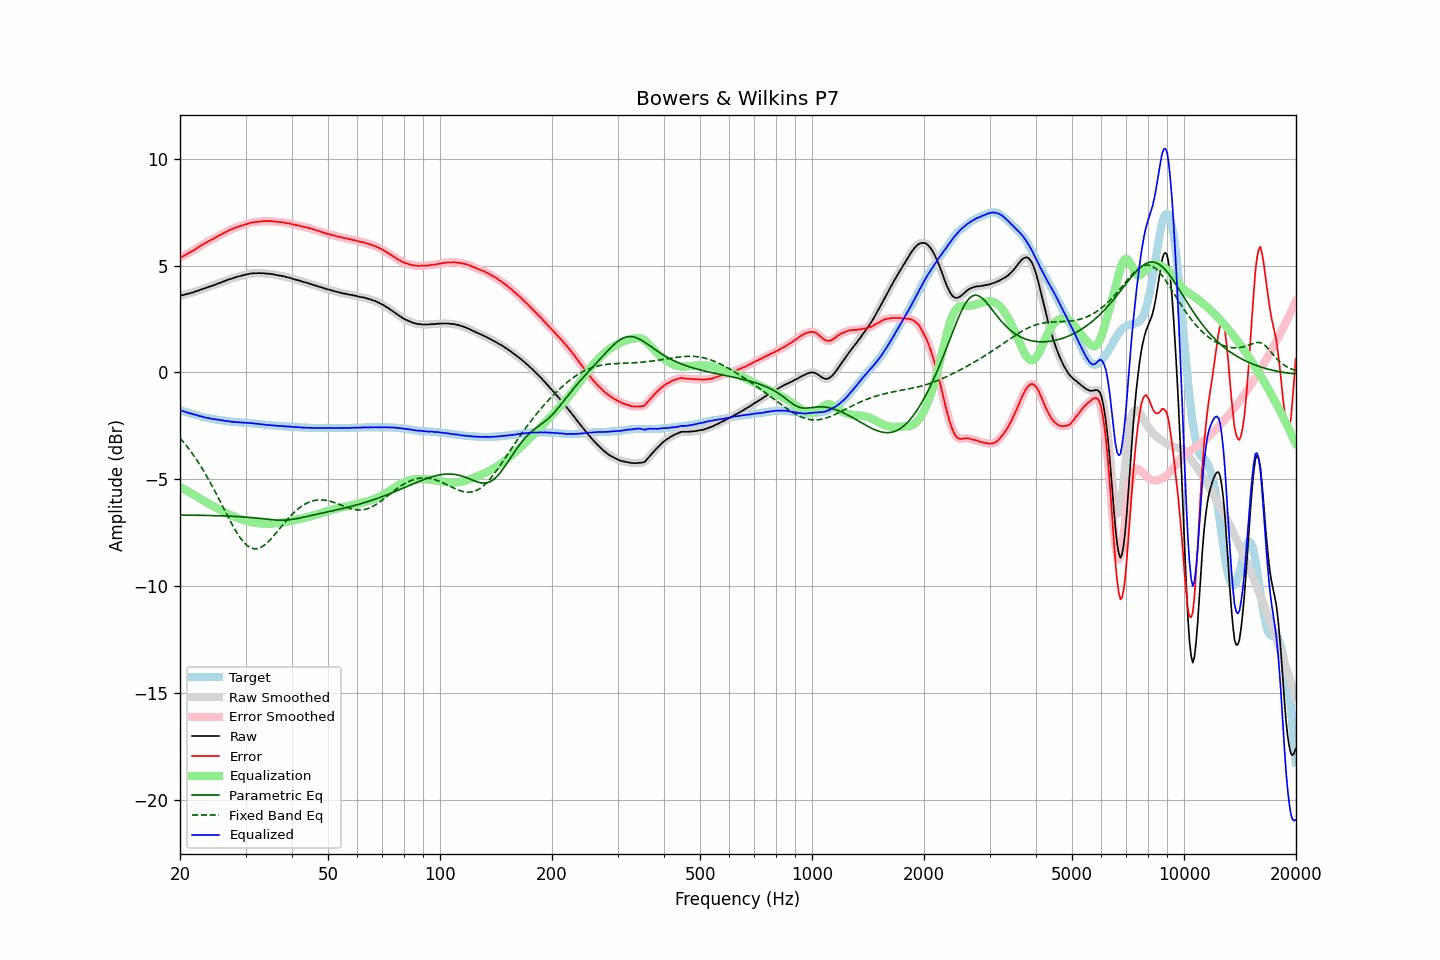 Bowers & Wilkins P7
Amplitude (dBr)
10
5
0
−5
−10
−15
−20
Target
Raw Smoothed
Error Smoothed
Raw
Error
Equalization
Parametric Eq
Fixed Band Eq
Equalized
20 50 100 200 500 1000 2000 5000 10000 20000
Frequency (Hz)